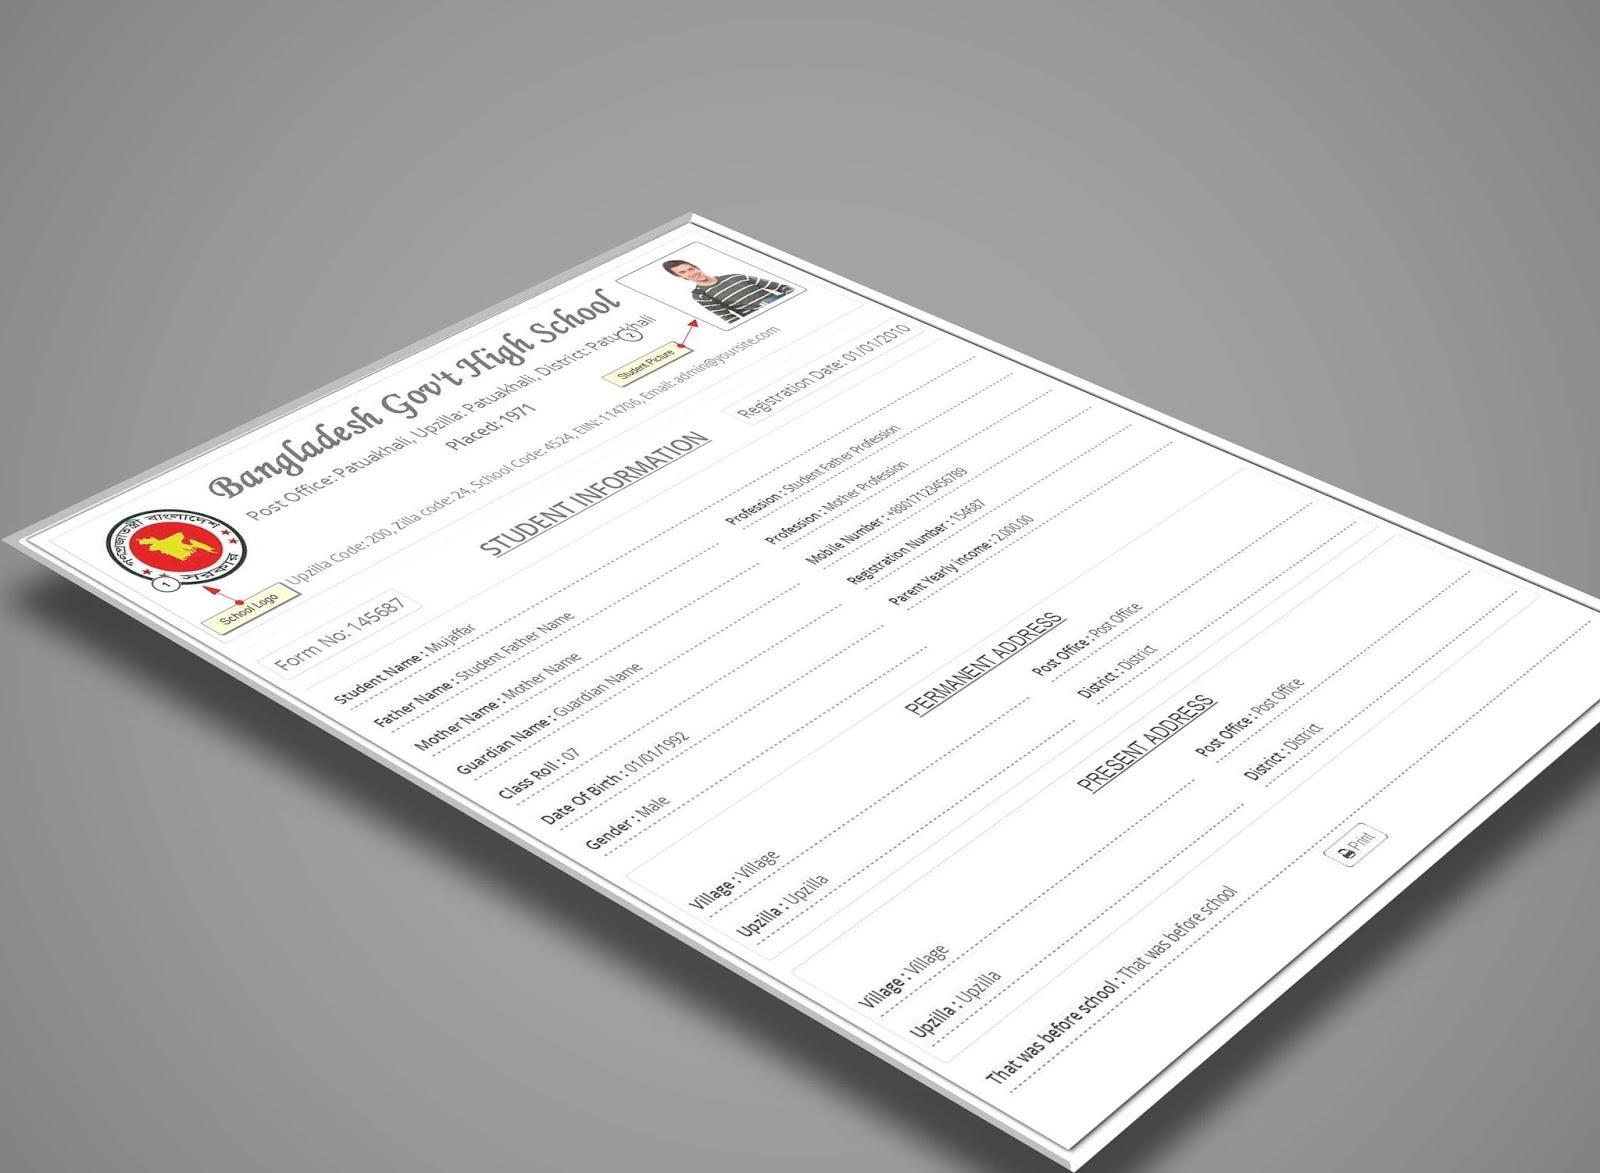 Bangladesh Gov't High School
Post Office: Patuakhali, Upzilla: Patuakhali, District: Patuakhali
Placed: 1971
Upzilla Code: 200, Zilla code: 24, School Code: 4524, EIIN: 114706, Email: admin@yoursite.com
গণপ্রজাতন্ত্রী বাংলাদেশ
সরকার
1
School Logo
2
Student Picture
STUDENT INFORMATION
Form No: 145687
Registration Date: 01/01/2010
Student Name : Mujaffar
Father Name : Student Father Name
Profession : Student Father Profession
Mother Name : Mother Name
Profession : Mother Profession
Guardian Name : Guardian Name
Mobile Number : +8801712345​6789
Class Roll : 07
Registration Number : 154687
Date Of Birth : 01/01/1992
Parent Yearly Income : 2,000.00
Gender : Male
PERMANENT ADDRESS
Village : Village
Post Office : Post Office
Upzilla : Upzilla
District : District
PRESENT ADDRESS
Village : Village
Post Office : Post Office
Upzilla : Upzilla
District : District
That was before school : That was before school
Print